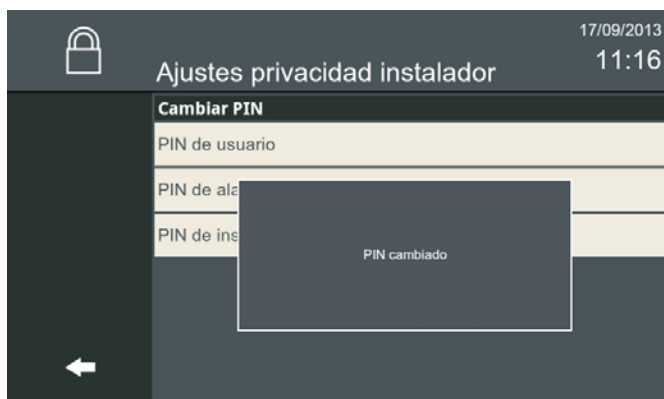 17/09/2013
11:16
Ajustes privacidad instalador
Cambiar PIN
PIN de usuario
PIN de ala
PIN de ins
PIN cambiado